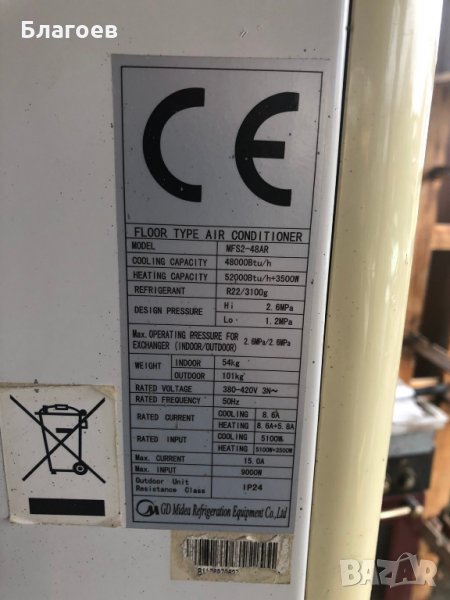 Благоев
CE
FLOOR TYPE AIR CONDITIONER
MODEL MFS2-48AR
COOLING CAPACITY 48000Btu/h
HEATING CAPACITY 52000Btu/h+3500W
REFRIGERANT R22/3100g
DESIGN PRESSURE Hi 2.6MPa
Lo 1.2MPa
Max. OPERATING PRESSURE FOR EXCHANGER (INDOOR/OUTDOOR) 2.6MPa/2.6MPa
WEIGHT INDOOR 54kg
OUTDOOR 101kg
RATED VOLTAGE 380-420V 3N~
RATED FREQUENCY 50Hz
RATED CURRENT COOLING 8.6A
HEATING 8.6A+5.8A
RATED INPUT COOLING 5100W
HEATING 5100W+3500W
Max. CURRENT 15.0A
Max. INPUT 9000W
Outdoor Unit Resistance Class IP24
GD Midea Refrigeration Equipment Co.,Ltd
BAZAR